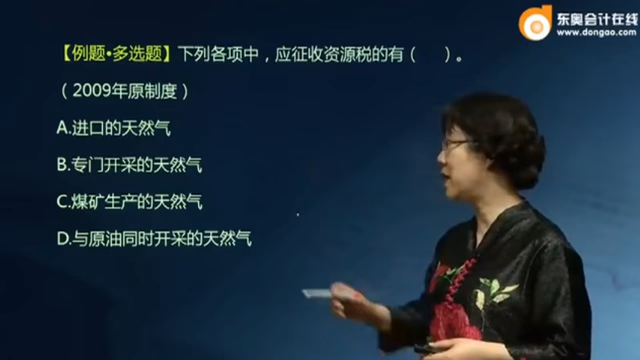 东奥会计在线
www.dongao.com
【例题·多选题】下列各项中，应征收资源税的有（ ）。
（2009年原制度）
A.进口的天然气
B.专门开采的天然气
C.煤矿生产的天然气
D.与原油同时开采的天然气